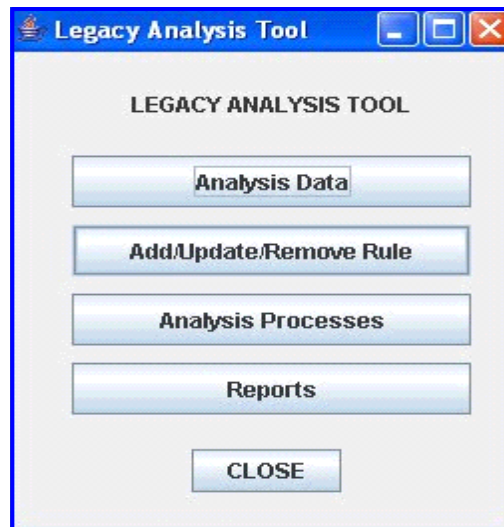 Legacy Analysis Tool
LEGACY ANALYSIS TOOL
Analysis Data
Add/Update/Remove Rule
Analysis Processes
Reports
CLOSE